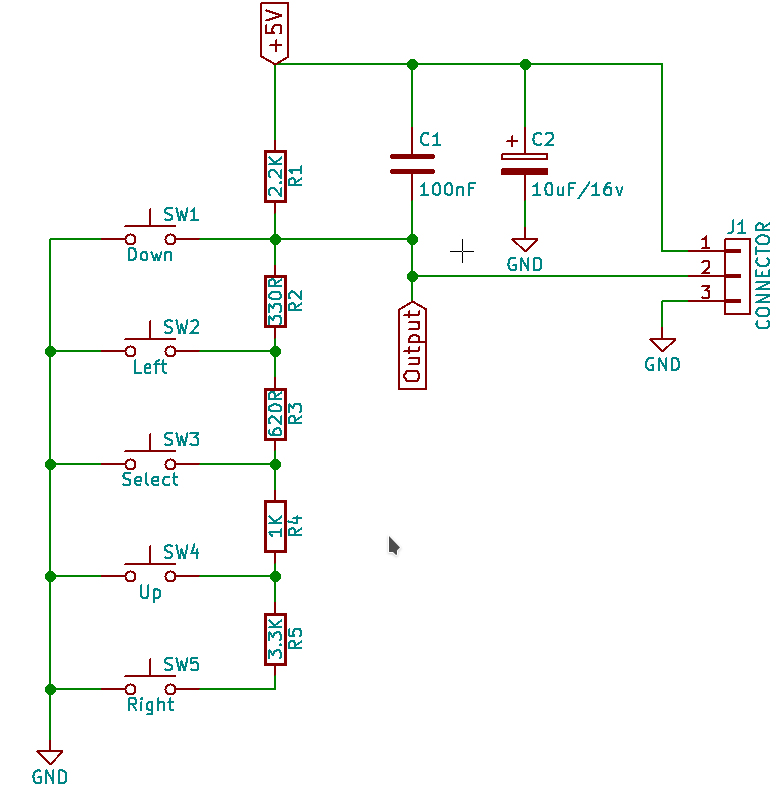 +5V
C1
100nF
+
C2
10uF/16v
GND
2.2K
R1
SW1
Down
330R
R2
J1
1
2
3
CONNECTOR
GND
Output
SW2
Left
620R
R3
SW3
Select
1K
R4
SW4
Up
3.3K
R5
SW5
Right
GND